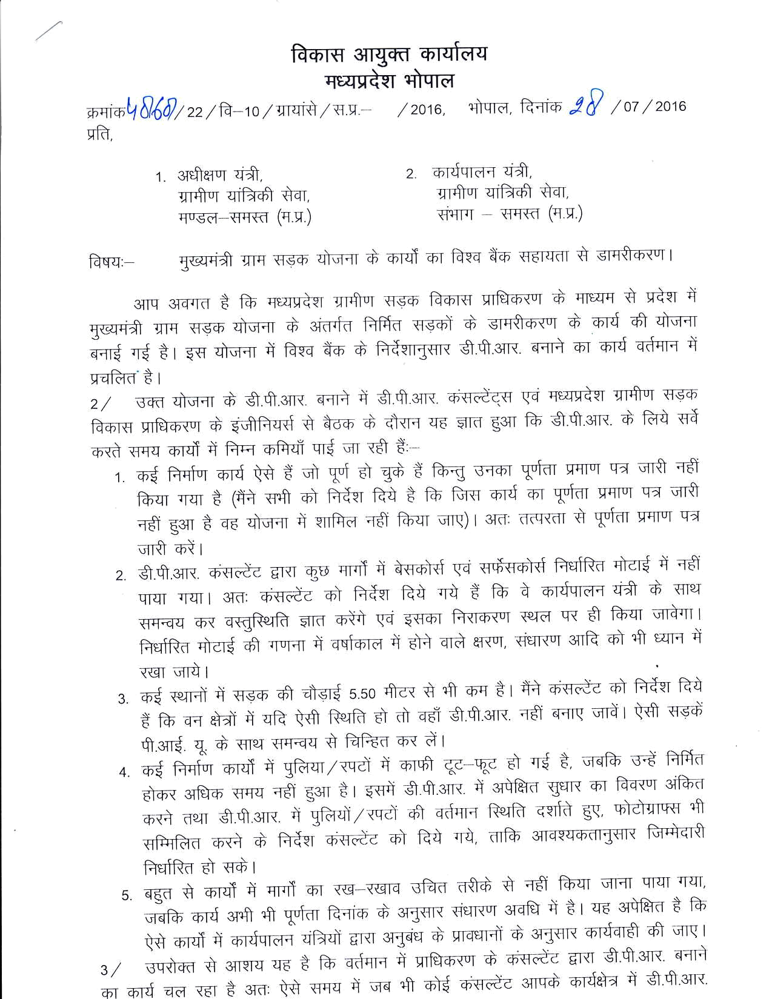 विकास आयुक्त कार्यालय
मध्यप्रदेश भोपाल
क्रमांक 4868/22/वि–10/ग्रायांसे/स.प्र.– /2016, भोपाल, दिनांक 28 /07/2016
प्रति,
1. अधीक्षण यंत्री,
ग्रामीण यांत्रिकी सेवा,
मण्डल–समस्त (म.प्र.)
2. कार्यपालन यंत्री,
ग्रामीण यांत्रिकी सेवा,
संभाग – समस्त (म.प्र.)
विषयः– मुख्यमंत्री ग्राम सड़क योजना के कार्यों का विश्व बैंक सहायता से डामरीकरण।
आप अवगत है कि मध्यप्रदेश ग्रामीण सड़क विकास प्राधिकरण के माध्यम से प्रदेश में
मुख्यमंत्री ग्राम सड़क योजना के अंतर्गत निर्मित सड़कों के डामरीकरण के कार्य की योजना
बनाई गई है। इस योजना में विश्व बैंक के निर्देशानुसार डी.पी.आर. बनाने का कार्य वर्तमान में
प्रचलित है।
2/ उक्त योजना के डी.पी.आर. बनाने में डी.पी.आर. कंसल्टेंट्स एवं मध्यप्रदेश ग्रामीण सड़क
विकास प्राधिकरण के इंजीनियर्स से बैठक के दौरान यह ज्ञात हुआ कि डी.पी.आर. के लिये सर्वे
करते समय कार्यों में निम्न कमियाँ पाई जा रही हैंः–
1. कई निर्माण कार्य ऐसे हैं जो पूर्ण हो चुके हैं किन्तु उनका पूर्णता प्रमाण पत्र जारी नहीं
किया गया है (मैंने सभी को निर्देश दिये है कि जिस कार्य का पूर्णता प्रमाण पत्र जारी
नहीं हुआ है वह योजना में शामिल नहीं किया जाए)। अतः तत्परता से पूर्णता प्रमाण पत्र
जारी करें।
2. डी.पी.आर. कंसल्टेंट द्वारा कुछ मार्गों में बेसकोर्स एवं सर्फेसकोर्स निर्धारित मोटाई में नहीं
पाया गया। अतः कंसल्टेंट को निर्देश दिये गये हैं कि वे कार्यपालन यंत्री के साथ
समन्वय कर वस्तुस्थिति ज्ञात करेंगे एवं इसका निराकरण स्थल पर ही किया जावेगा।
निर्धारित मोटाई की गणना में वर्षाकाल में होने वाले क्षरण, संधारण आदि को भी ध्यान में
रखा जाये।
3. कई स्थानों में सड़क की चौड़ाई 5.50 मीटर से भी कम है। मैंने कंसल्टेंट को निर्देश दिये
हैं कि वन क्षेत्रों में यदि ऐसी स्थिति हो तो वहाँ डी.पी.आर. नहीं बनाए जावें। ऐसी सड़कें
पी.आई. यू. के साथ समन्वय से चिन्हित कर लें।
4. कई निर्माण कार्यों में पुलिया/रपटों में काफी टूट–फूट हो गई है, जबकि उन्हें निर्मित
होकर अधिक समय नहीं हुआ है। इसमें डी.पी.आर. में अपेक्षित सुधार का विवरण अंकित
करने तथा डी.पी.आर. में पुलियों/रपटों की वर्तमान स्थिति दर्शाते हुए, फोटोग्राफ्स भी
सम्मिलित करने के निर्देश कंसल्टेंट को दिये गये, ताकि आवश्यकतानुसार जिम्मेदारी
निर्धारित हो सके।
5. बहुत से कार्यों में मार्गों का रख–रखाव उचित तरीके से नहीं किया जाना पाया गया,
जबकि कार्य अभी भी पूर्णता दिनांक के अनुसार संधारण अवधि में है। यह अपेक्षित है कि
ऐसे कार्यों में कार्यपालन यंत्रियों द्वारा अनुबंध के प्रावधानों के अनुसार कार्यवाही की जाए।
3/ उपरोक्त से आशय यह है कि वर्तमान में प्राधिकरण के कंसल्टेंट द्वारा डी.पी.आर. बनाने
का कार्य चल रहा है अतः ऐसे समय में जब भी कोई कंसल्टेंट आपके कार्यक्षेत्र में डी.पी.आर.